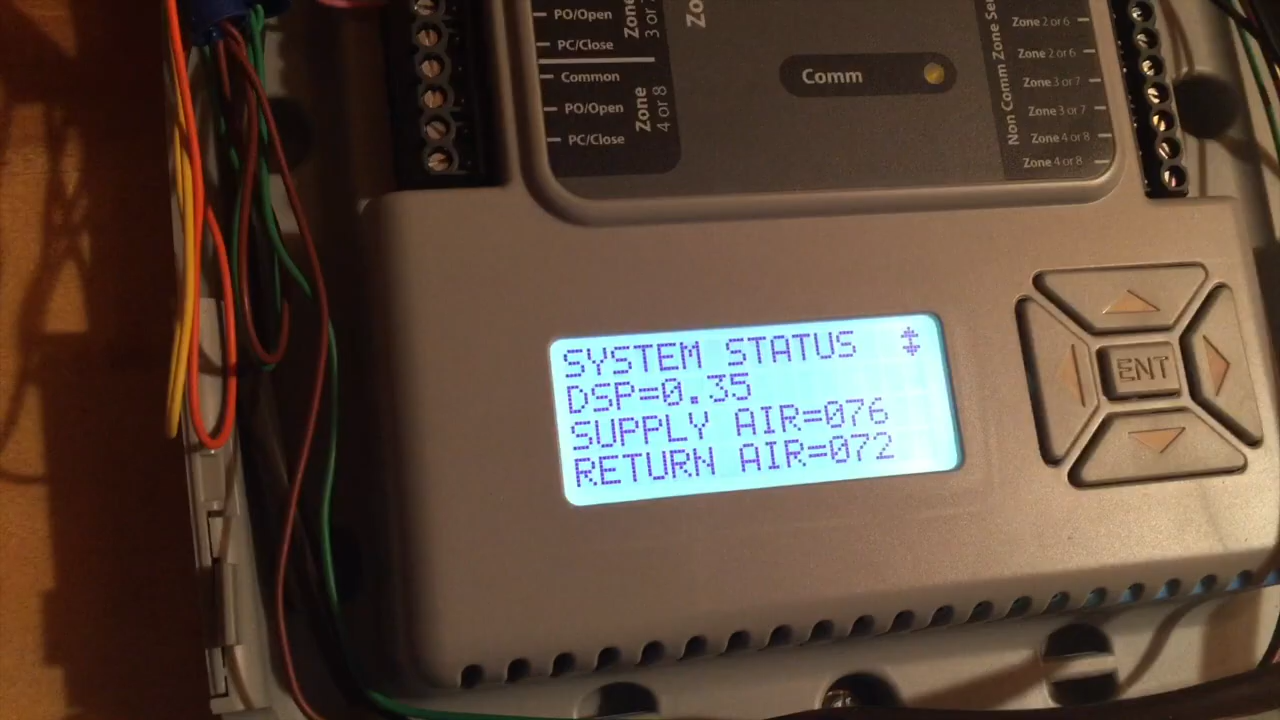 PO/Open
PC/Close
Zone
3 or 7
Common
PO/Open
PC/Close
Zone
4 or 8
Comm
Zone 2 or 6
Zone 2 or 6
Zone 3 or 7
Zone 3 or 7
Zone 4 or 8
Zone 4 or 8
Non Comm Zone
SYSTEM STATUS
DSP=0.35
SUPPLY AIR=076
RETURN AIR=072
ENT